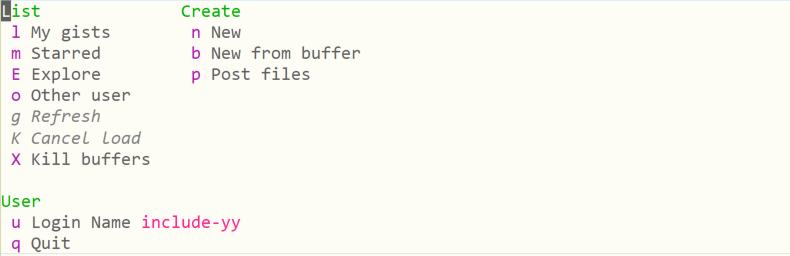 List Create
l My gists n New
m Starred b New from buffer
E Explore p Post files
o Other user
g Refresh
K Cancel load
X Kill buffers
User
u Login Name include-yy
q Quit